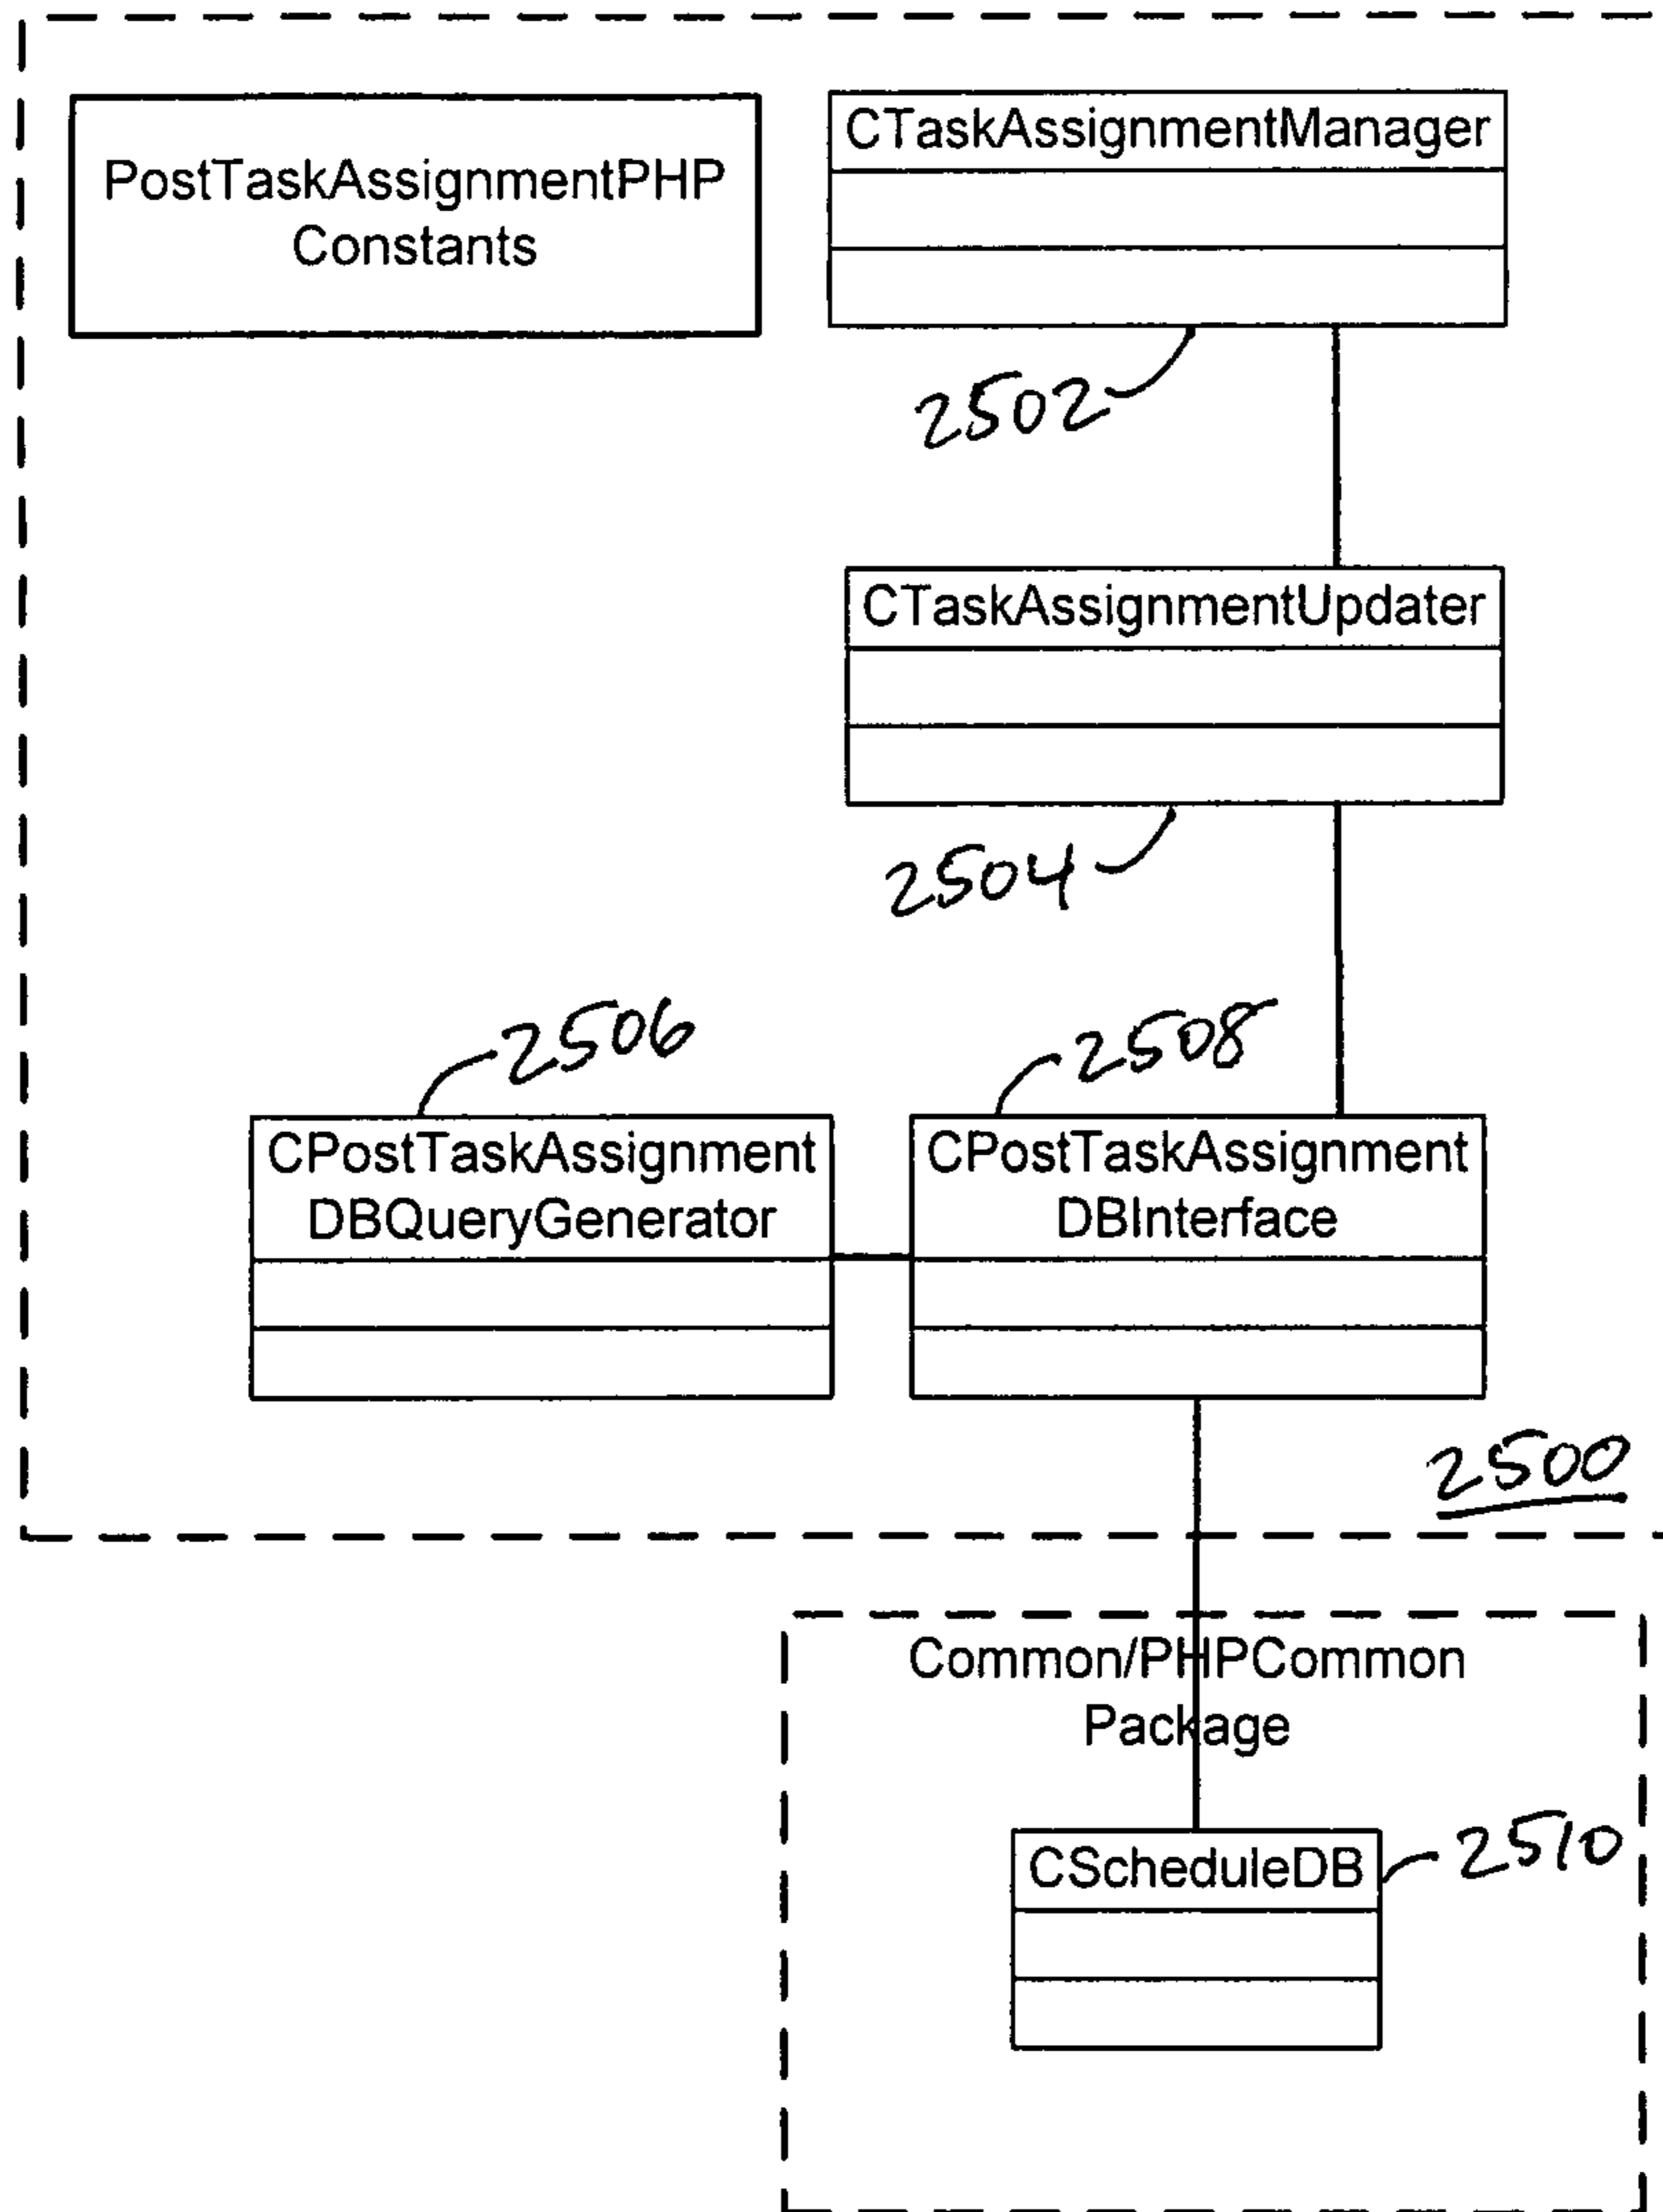 PostTaskAssignmentPHP
Constants
CTaskAssignmentManager
2502
CTaskAssignmentUpdater
2504
2506
2508
CPostTaskAssignment
DBQueryGenerator
CPostTaskAssignment
DBInterface
2500
Common/PHPCommon
Package
CScheduleDB
2510